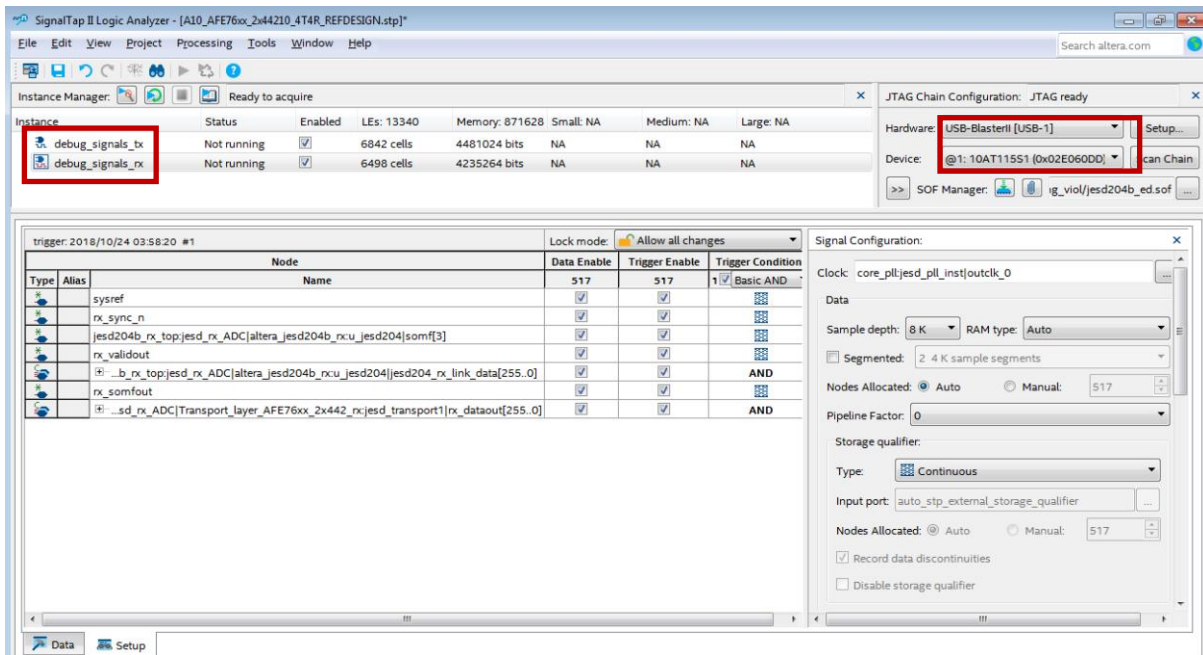 SignalTap II Logic Analyzer - [A10_AFE76xx_2x44210_4T4R_REFDESIGN.stp]*
File Edit View Project Processing Tools Window Help
Search altera.com
Instance Manager: Ready to acquire
JTAG Chain Configuration: JTAG ready
Instance Status Enabled LEs: 13340 Memory: 871628 Small: NA Medium: NA Large: NA
debug_signals_tx Not running 6842 cells 4481024 bits NA NA NA
debug_signals_rx Not running 6498 cells 4235264 bits NA NA NA
Hardware: USB-BlasterII [USB-1] Setup...
Device: @1: 10AT115S1 (0x02E060DD) can Chain
>> SOF Manager: ıg_viol/jesd204b_ed.sof ...
trigger: 2018/10/24 03:58:20 #1 Lock mode: Allow all changes
Node Data Enable Trigger Enable Trigger Condition
Type Alias Name 517 517 1 Basic AND
sysref
rx_sync_n
jesd204b_rx_top:jesd_rx_ADC|altera_jesd204b_rx:u_jesd204|somf[3]
rx_validout
...b_rx_top:jesd_rx_ADC|altera_jesd204b_rx:u_jesd204|jesd204_rx_link_data[255..0] AND
rx_somfout
...sd_rx_ADC|Transport_layer_AFE76xx_2x442_rx:jesd_transport1|rx_dataout[255..0] AND
Signal Configuration:
Clock: core_pll:jesd_pll_inst|outclk_0 ...
Data
Sample depth: 8 K RAM type: Auto
Segmented: 2 4 K sample segments
Nodes Allocated: Auto Manual: 517
Pipeline Factor: 0
Storage qualifier:
Type: Continuous
Input port: auto_stp_external_storage_qualifier ...
Nodes Allocated: Auto Manual: 517
Record data discontinuities
Disable storage qualifier
Data Setup